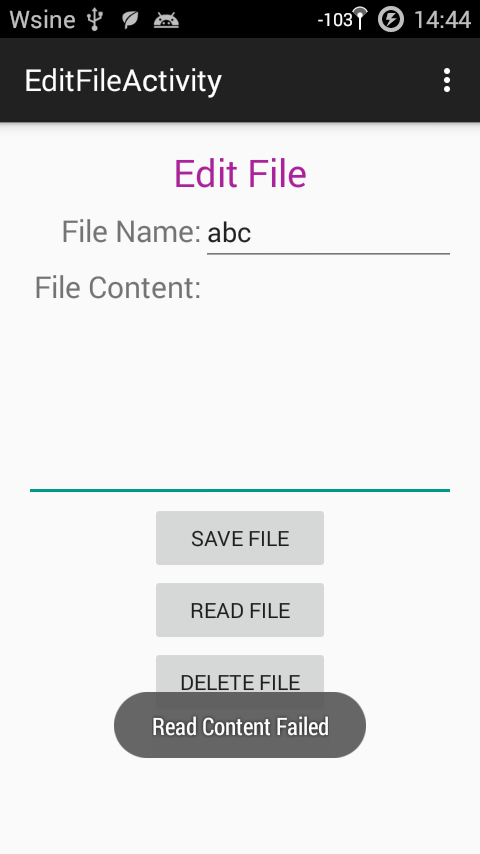 Wsine -103 14:44
EditFileActivity
Edit File
File Name: abc
File Content:
SAVE FILE
READ FILE
DELETE FILE
Read Content Failed